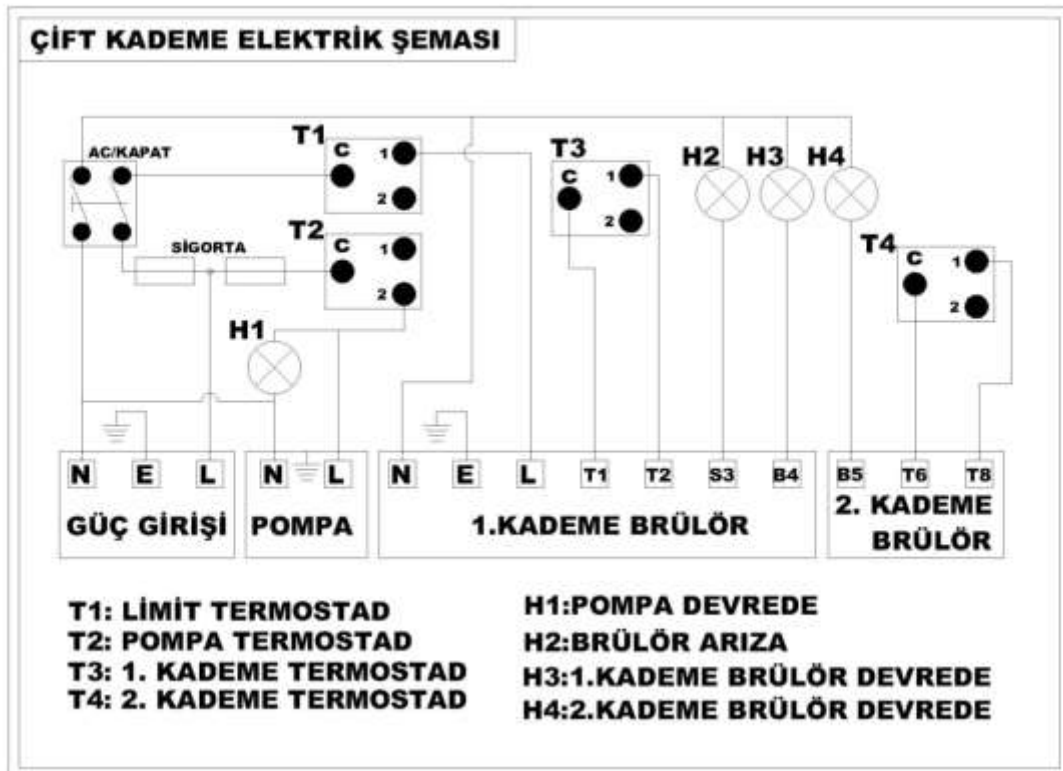 ÇİFT KADEME ELEKTRİK ŞEMASI
AC/KAPAT
T1
C
1
2
T3
C
1
2
H2
H3
H4
SİGORTA
T2
C
1
2
T4
C
1
2
H1
N
E
L
N
L
N
E
L
T1
T2
S3
B4
B5
T6
T8
GÜÇ GİRİŞİ
POMPA
1.KADEME BRÜLÖR
2. KADEME
BRÜLÖR
T1: LİMİT TERMOSTAD
T2: POMPA TERMOSTAD
T3: 1. KADEME TERMOSTAD
T4: 2. KADEME TERMOSTAD
H1:POMPA DEVREDE
H2:BRÜLÖR ARIZA
H3:1.KADEME BRÜLÖR DEVREDE
H4:2.KADEME BRÜLÖR DEVREDE